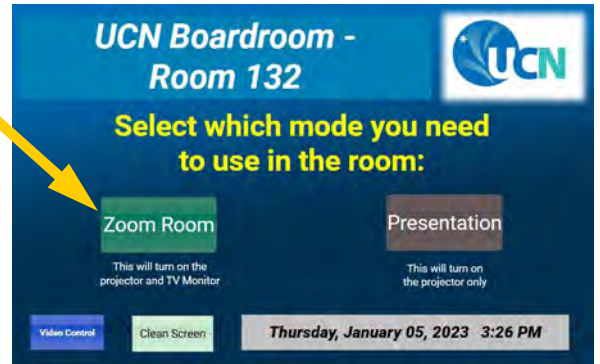 UCN Boardroom -
Room 132
UCN
Select which mode you need
to use in the room:
Zoom Room
Presentation
This will turn on the
projector and TV Monitor
This will turn on
the projector only
Video Control
Clean Screen
Thursday, January 05, 2023 3:26 PM